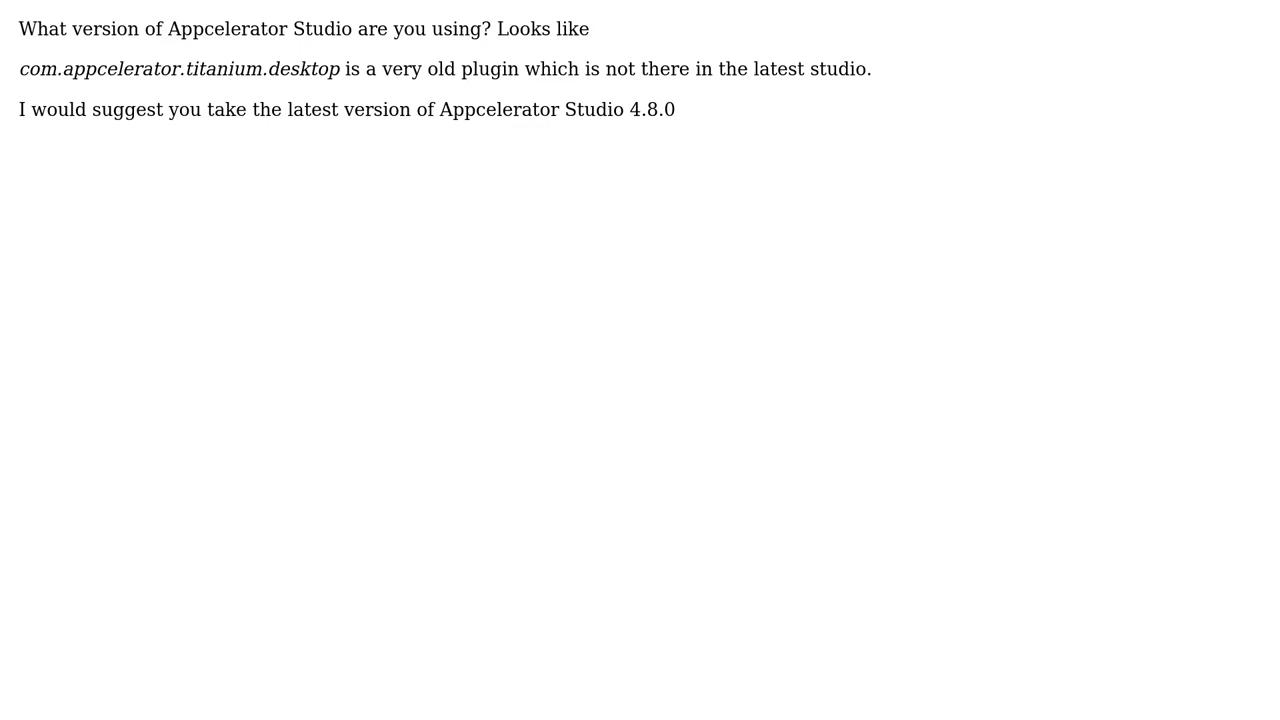 What version of Appcelerator Studio are you using? Looks like
com.appcelerator.titanium.desktop is a very old plugin which is not there in the latest studio.
I would suggest you take the latest version of Appcelerator Studio 4.8.0